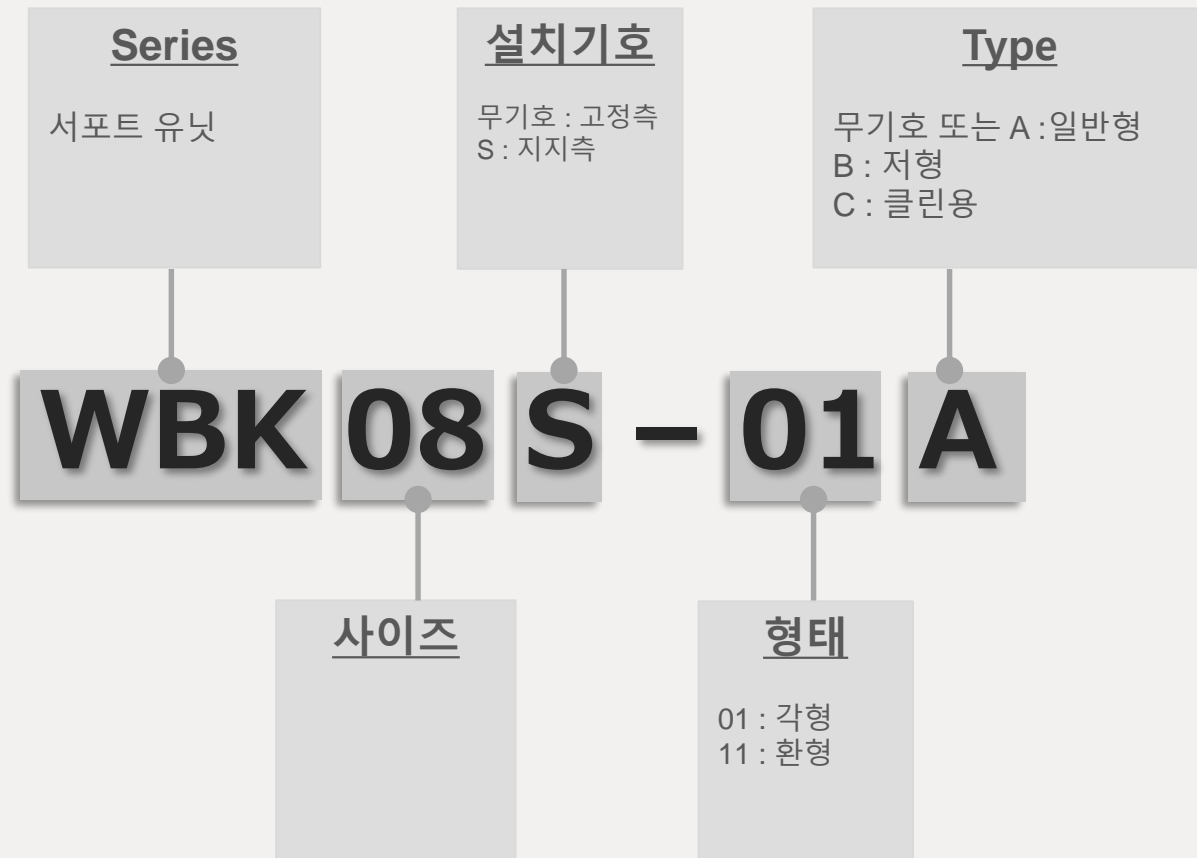 Series
서포트 유닛
설치기호
무기호 : 고정측
S : 지지측
Type
무기호 또는 A :일반형
B : 저형
C : 클린용
WBK 08 S – 01 A
사이즈
형태
01 : 각형
11 : 환형